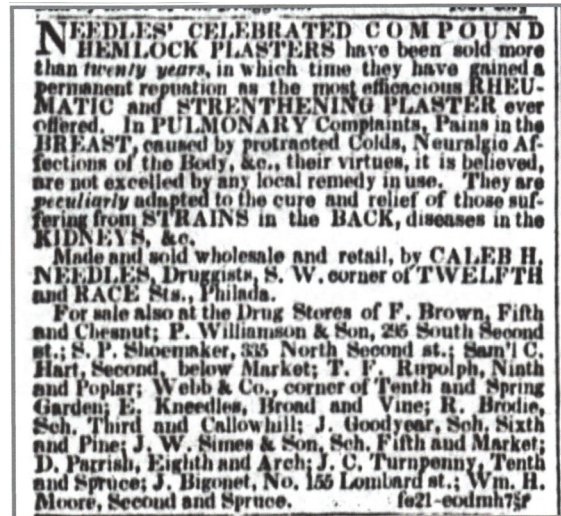 NEEDLES' CELEBRATED COMPOUND
HEMLOCK PLASTERS have been sold more
than twenty years, in which time they have gained a
permanent reputation as the most efficacious RHEU-
MATIC and STRENTHENING PLASTER ever
offered. In PULMONARY Complaints, Pains in the
BREAST, caused by protracted Colds, Neuralgic Af-
fections of the Body, &c., their virtues, it is believed,
are not excelled by any local remedy in use. They are
peculiarly adapted to the cure and relief of those suf-
fering from STRAINS in the BACK, diseases in the
KIDNEYS, &c.
Made and sold wholesale and retail, by CALEB H.
NEEDLES, Druggists, S. W. corner of TWELFTH
and RACE Sts., Philada.
For sale also at the Drug Stores of F. Brown, Fifth
and Chesnut; P. Williamson & Son, 295 South Second
st.; S. P. Shoemaker, 335 North Second st.; Sam'l C.
Hart, Second, below Market; T. F. Rupolph, Ninth
and Poplar; Webb & Co., corner of Tenth and Spring
Garden; E. Kneedles, Broad and Vine; R. Brodie,
Sch. Third and Callowhill; J. Goodyear, Sch. Sixth
and Pine; J. W. Simes & Son, Sch. Fifth and Market;
D. Parrish, Eighth and Arch; J. C. Turnpenny, Tenth
and Spruce; J. Bigonet, No. 155 Lombard st.; Wm. H.
Moore, Second and Spruce.